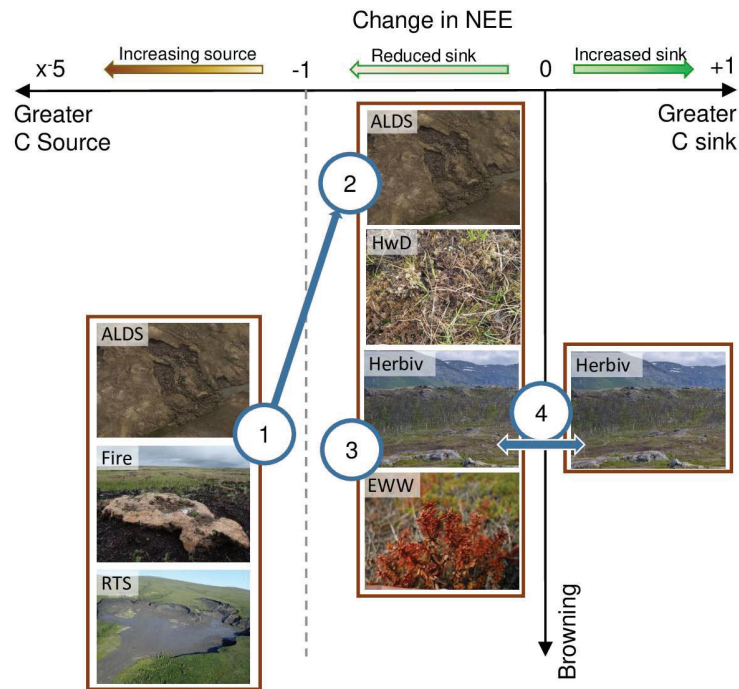 Change in NEE
Increasing source
Reduced sink
Increased sink
x-5
-1
0
+1
Greater
C Source
Greater
C sink
ALDS
2
HwD
ALDS
Herbiv
Herbiv
1
3
4
Fire
EWW
RTS
Browning